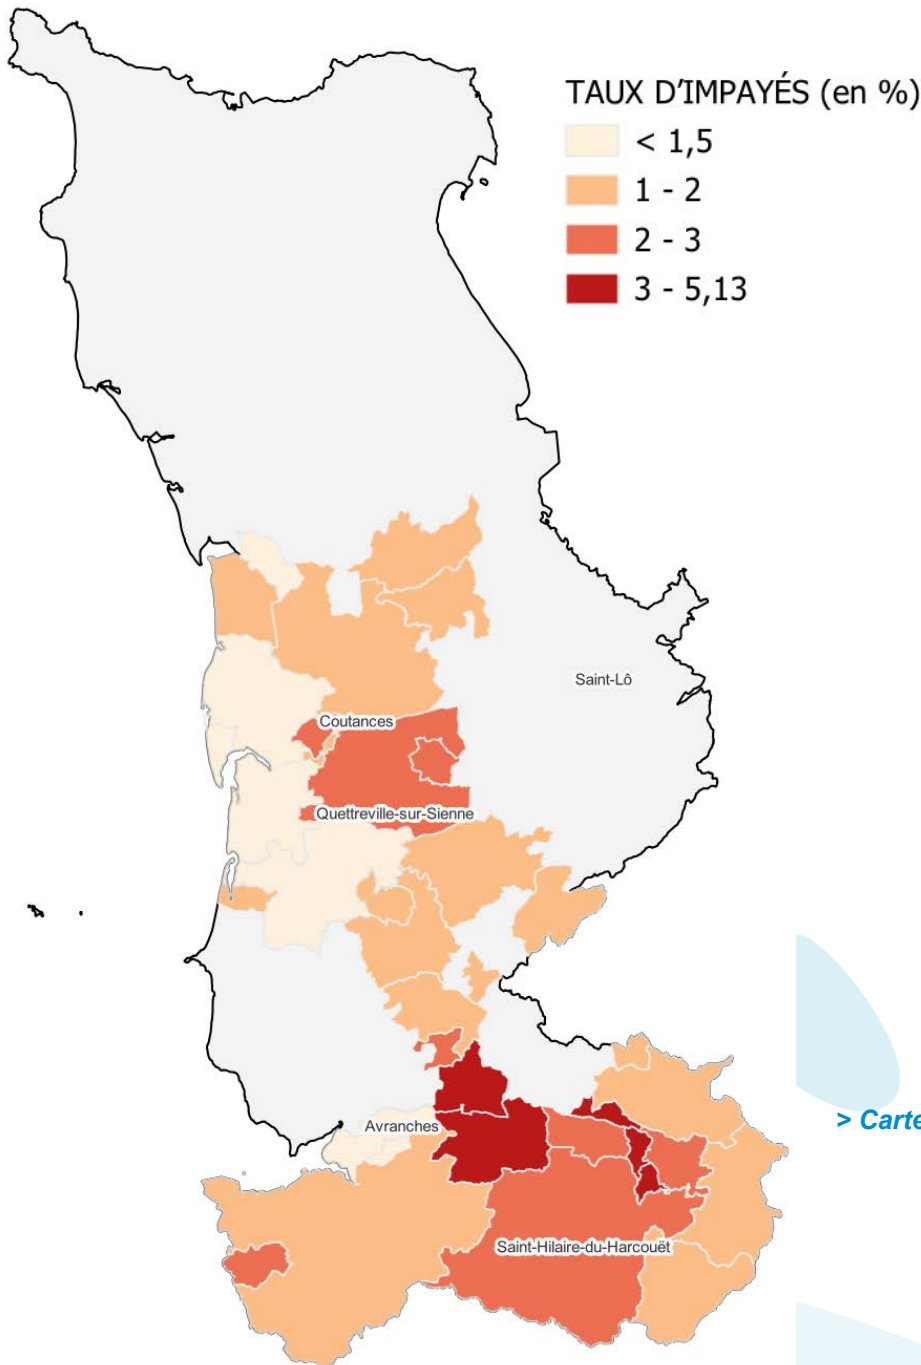 TAUX D'IMPAYÉS (en %)
< 1,5
1 - 2
2 - 3
3 - 5,13
Saint-Lô
Coutances
Quettreville-sur-Sienne
Avranches
> Carte
Saint-Hilaire-du-Harcouët